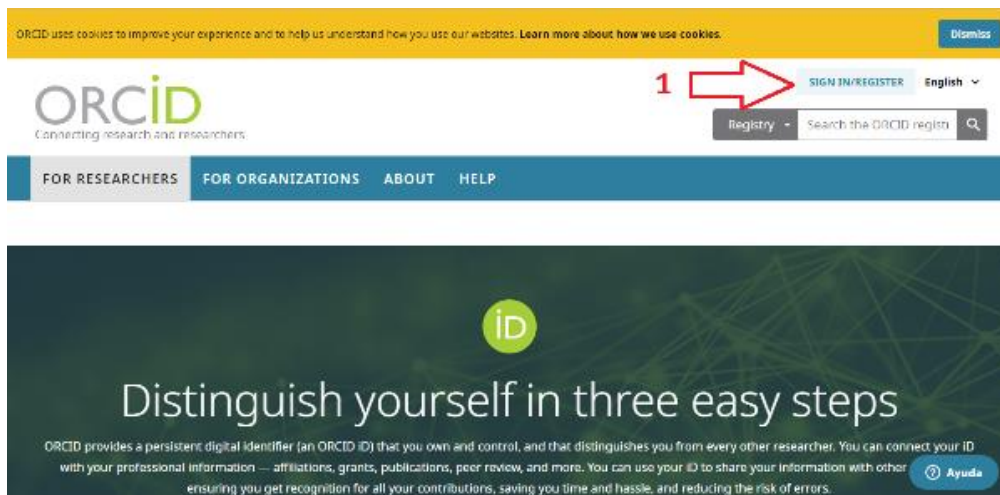 ORCID uses cookies to improve your experience and to help us understand how you use our websites. Learn more about how we use cookies.
Dismiss
1
SIGN IN/REGISTER
English
ORCID
Connecting research and researchers
Registry
Search the ORCID regist
FOR RESEARCHERS
FOR ORGANIZATIONS
ABOUT
HELP
iD
Distinguish yourself in three easy steps
ORCID provides a persistent digital identifier (an ORCID iD) that you own and control, and that distinguishes you from every other researcher. You can connect your iD
with your professional information — affiliations, grants, publications, peer review, and more. You can use your iD to share your information with other
Ayuda
ensuring you get recognition for all your contributions, saving you time and hassle, and reducing the risk of errors.